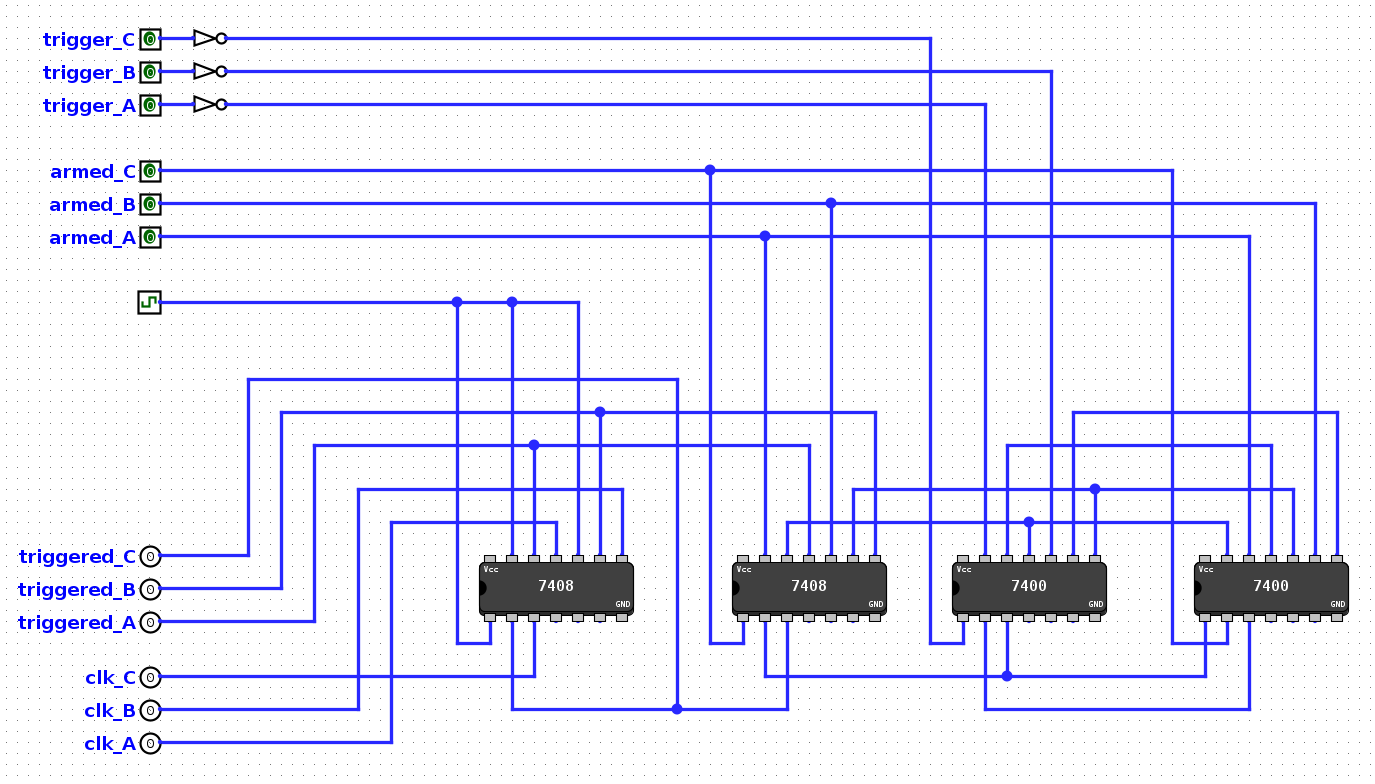 trigger_C 0
trigger_B 0
trigger_A 0
armed_C 0
armed_B 0
armed_A 0
triggered_C 0
triggered_B 0
triggered_A 0
clk_C 0
clk_B 0
clk_A 0
Vcc 7408 GND
Vcc 7408 GND
Vcc 7400 GND
Vcc 7400 GND